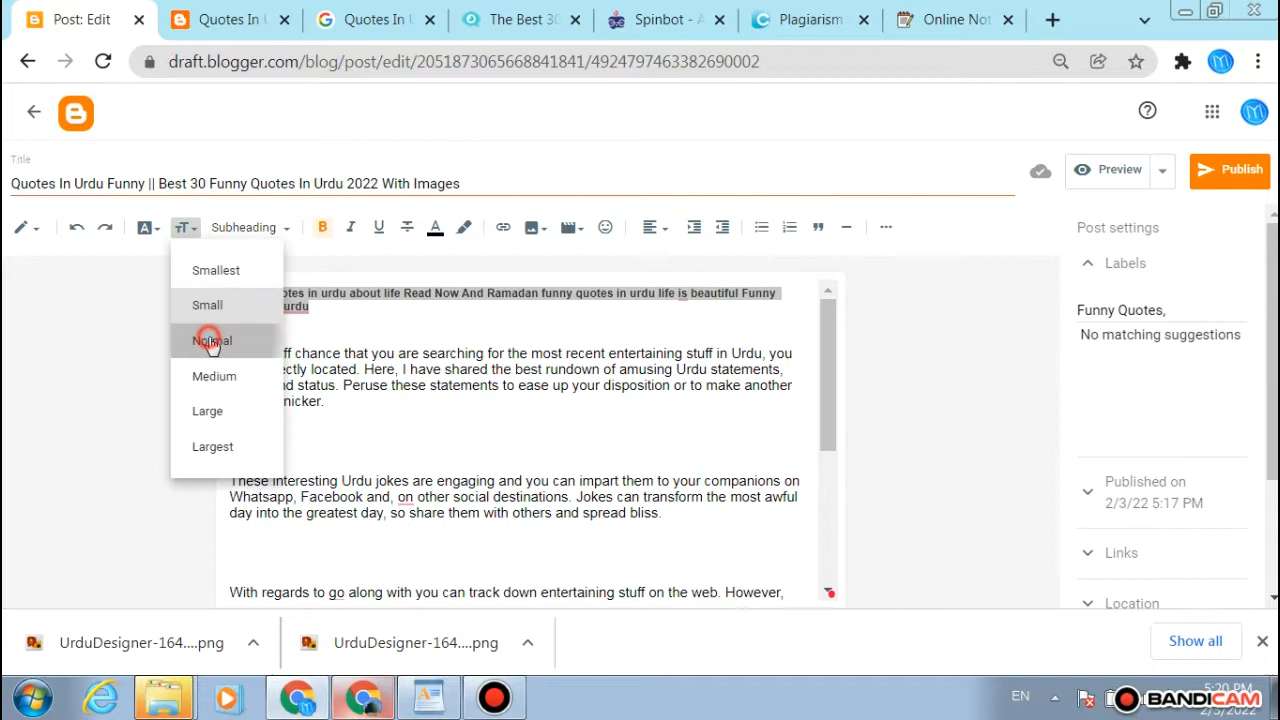 Post: Edit
Quotes In U
Quotes In U
The Best 30
Spinbot - A
Plagiarism
Online Not
draft.blogger.com/blog/post/edit/2051873065668841841/4924797463382690002
Title
Quotes In Urdu Funny || Best 30 Funny Quotes In Urdu 2022 With Images
Preview
Publish
Subheading
B
Post settings
Smallest
Small
Normal
Medium
Large
Largest
otes in urdu about life Read Now And Ramadan funny quotes in urdu life is beautiful Funny
urdu
ff chance that you are searching for the most recent entertaining stuff in Urdu, you
ectly located. Here, I have shared the best rundown of amusing Urdu statements,
nd status. Peruse these statements to ease up your disposition or to make another
nicker.
These interesting Urdu jokes are engaging and you can impart them to your companions on
Whatsapp, Facebook and, on other social destinations. Jokes can transform the most awful
day into the greatest day, so share them with others and spread bliss.
With regards to go along with you can track down entertaining stuff on the web. However,
Labels
Funny Quotes,
No matching suggestions
Published on
2/3/22 5:17 PM
Links
Location
UrduDesigner-164....png
UrduDesigner-164....png
Show all
EN
5:20 PM
2/3/2022
BANDICAM